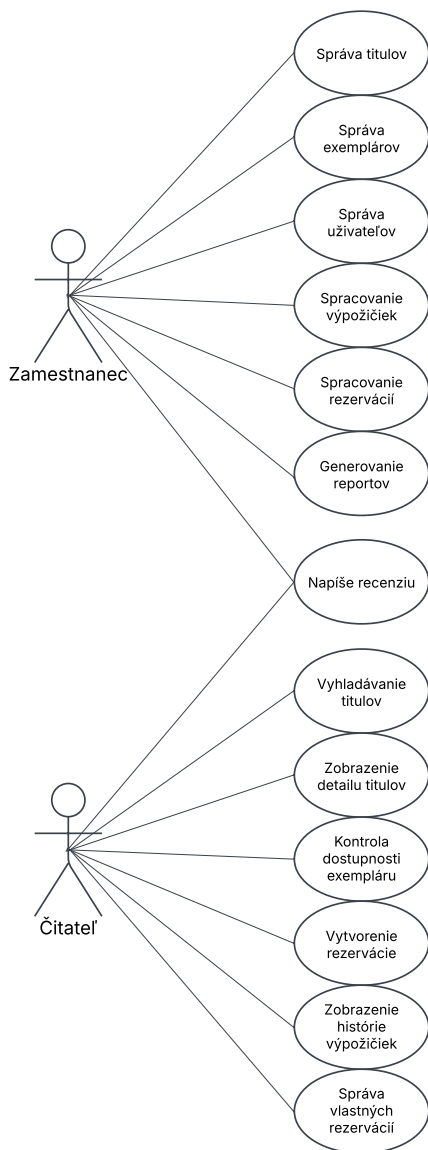 Správa titulov
Správa
exemplárov
Správa
uživateľov
Spracovanie
výpožičiek
Zamestnanec
Spracovanie
rezervácií
Generovanie
reportov
Napíše recenziu
Vyhladávanie
titulov
Zobrazenie
detailu titulov
Kontrola
dostupnosti
exempláru
Čitateľ
Vytvorenie
rezervácie
Zobrazenie
histórie
výpožičiek
Správa
vlastných
rezervácií